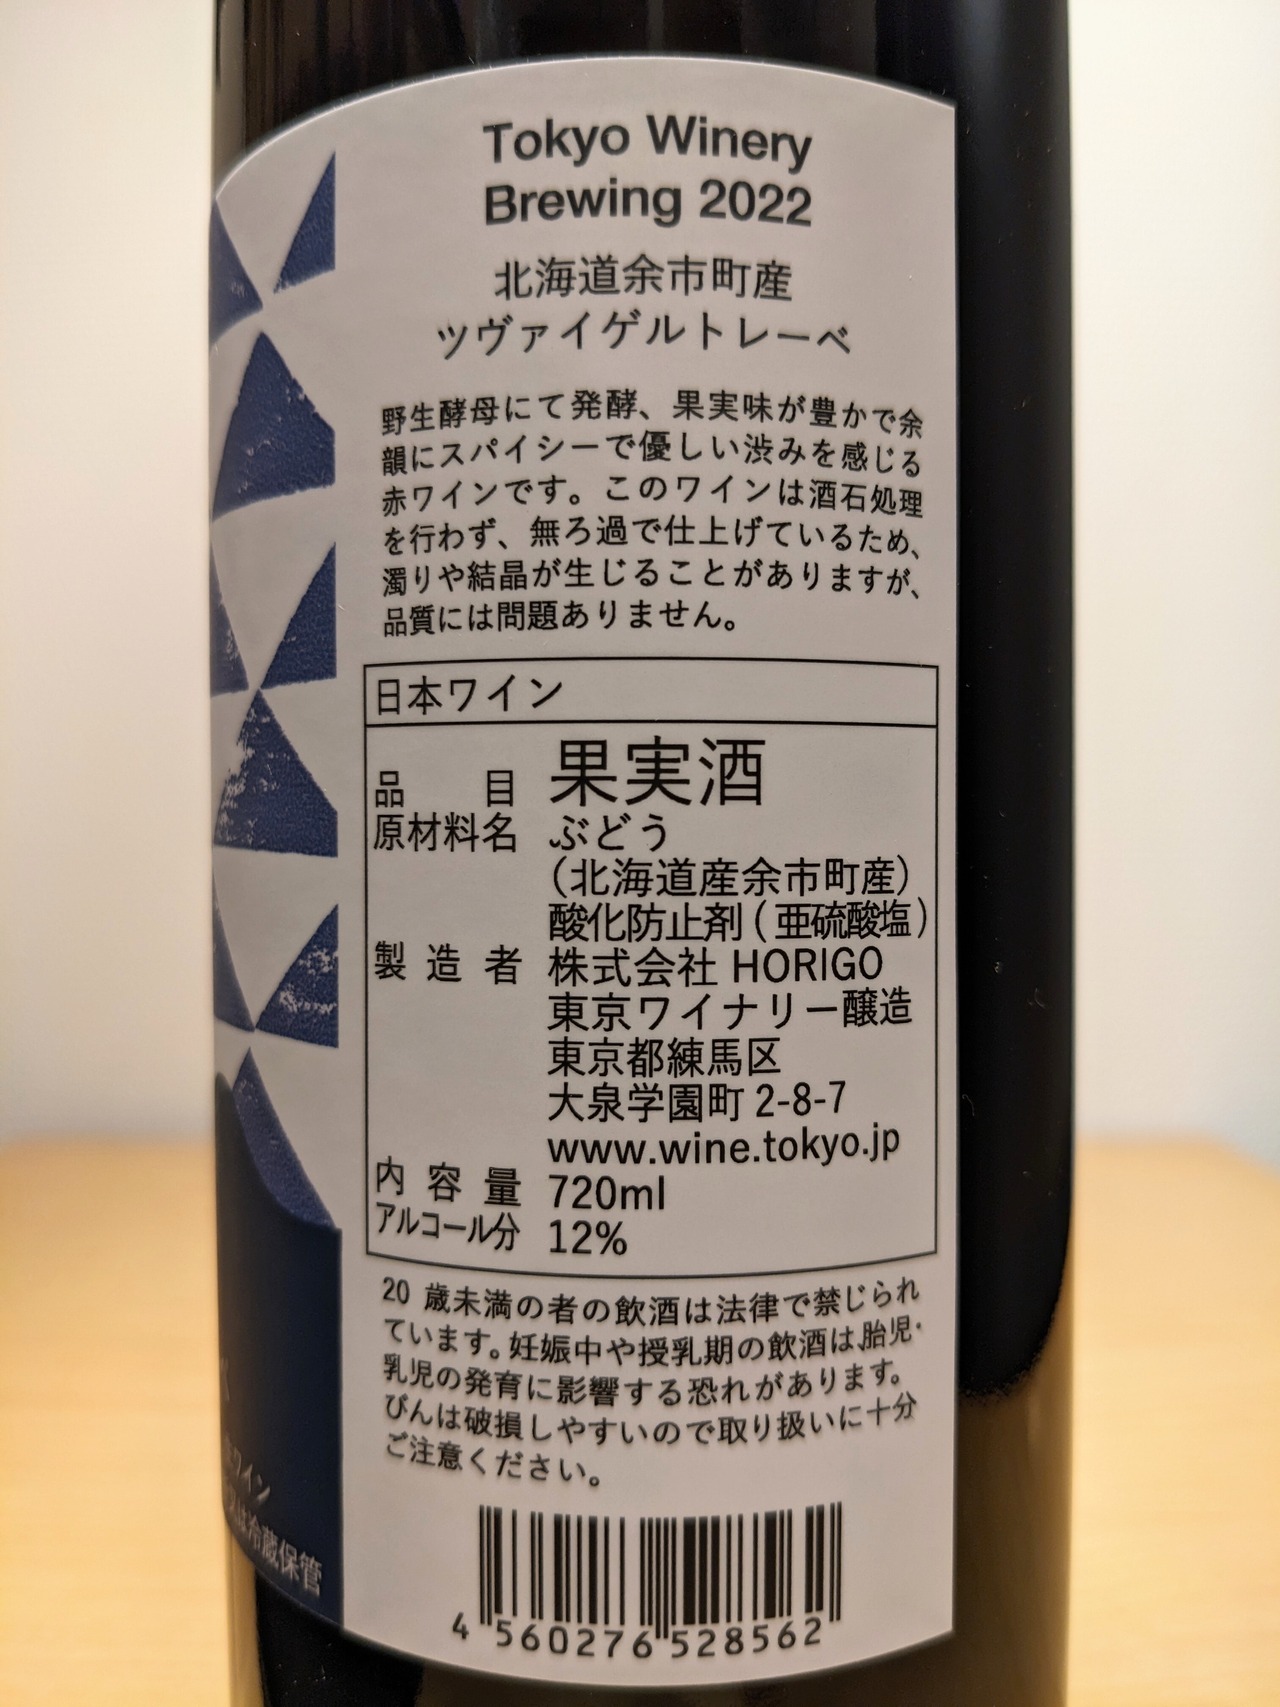 Tokyo Winery
Brewing 2022
北海道余市町産
ツヴァイゲルトレーベ
野生酵母にて発酵、果実味が豊かで余
韻にスパイシーで優しい渋みを感じる
赤ワインです。このワインは酒石処理
を行わず、無ろ過で仕上げているため、
濁りや結晶が生じることがありますが、
品質には問題ありません。
日本ワイン
品目 果実酒
原材料名 ぶどう
（北海道産余市町産）
酸化防止剤（亜硫酸塩）
製造者 株式会社 HORIGO
東京ワイナリー醸造
東京都練馬区
大泉学園町 2-8-7
www.wine.tokyo.jp
内容量 720ml
アルコール分 12%
20 歳未満の者の飲酒は法律で禁じられ
ています。妊娠中や授乳期の飲酒は、胎児・
乳児の発育に影響する恐れがあります。
びんは破損しやすいので取り扱いに十分
ご注意ください。
4 560276 528562
ワイン
は冷蔵保管